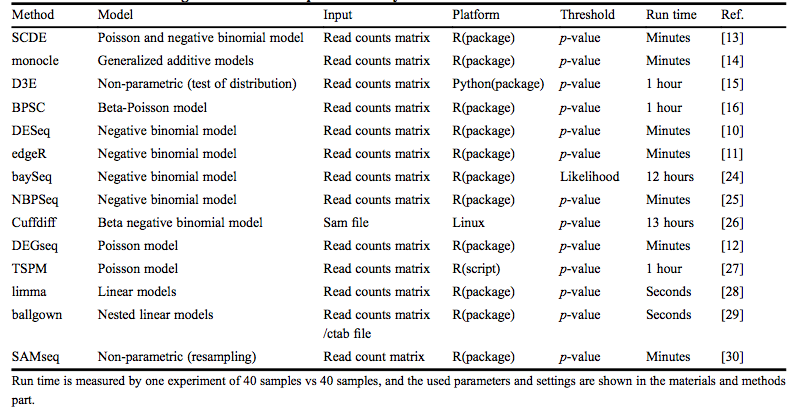 Method Model Input Platform Threshold Run time Ref.
SCDE Poisson and negative binomial model Read counts matrix R(package) p-value Minutes [13]
monocle Generalized additive models Read counts matrix R(package) p-value Minutes [14]
D3E Non-parametric (test of distribution) Read counts matrix Python(package) p-value 1 hour [15]
BPSC Beta-Poisson model Read counts matrix R(package) p-value 1 hour [16]
DESeq Negative binomial model Read counts matrix R(package) p-value Minutes [10]
edgeR Negative binomial model Read counts matrix R(package) p-value Minutes [11]
baySeq Negative binomial model Read counts matrix R(package) Likelihood 12 hours [24]
NBPSeq Negative binomial model Read counts matrix R(package) p-value Minutes [25]
Cuffdiff Beta negative binomial model Sam file Linux p-value 13 hours [26]
DEGseq Poisson model Read counts matrix R(package) p-value Minutes [12]
TSPM Poisson model Read counts matrix R(script) p-value 1 hour [27]
limma Linear models Read counts matrix R(package) p-value Seconds [28]
ballgown Nested linear models Read counts matrix R(package) p-value Seconds [29]
/ctab file
SAMseq Non-parametric (resampling) Read count matrix R(package) p-value Minutes [30]
Run time is measured by one experiment of 40 samples vs 40 samples, and the used parameters and settings are shown in the materials and methods
part.